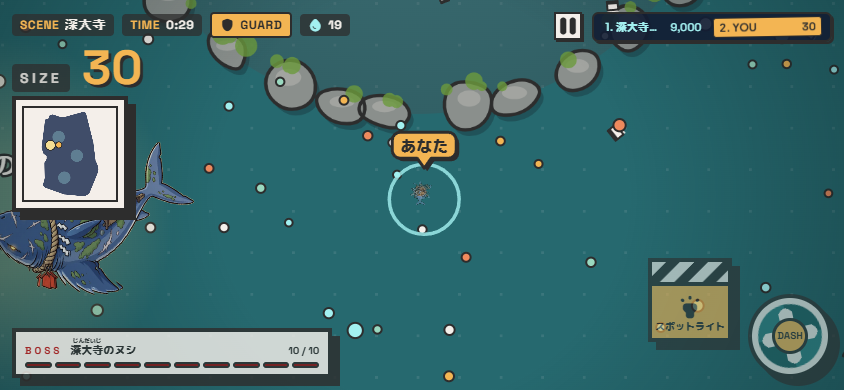 SCENE 深大寺 TIME 0:29 GUARD 19
1. 深大寺… 9,000 2. YOU 30
SIZE 30
あなた
の
スポットライト
DASH
じんだいじ
BOSS 深大寺のヌシ 10/10